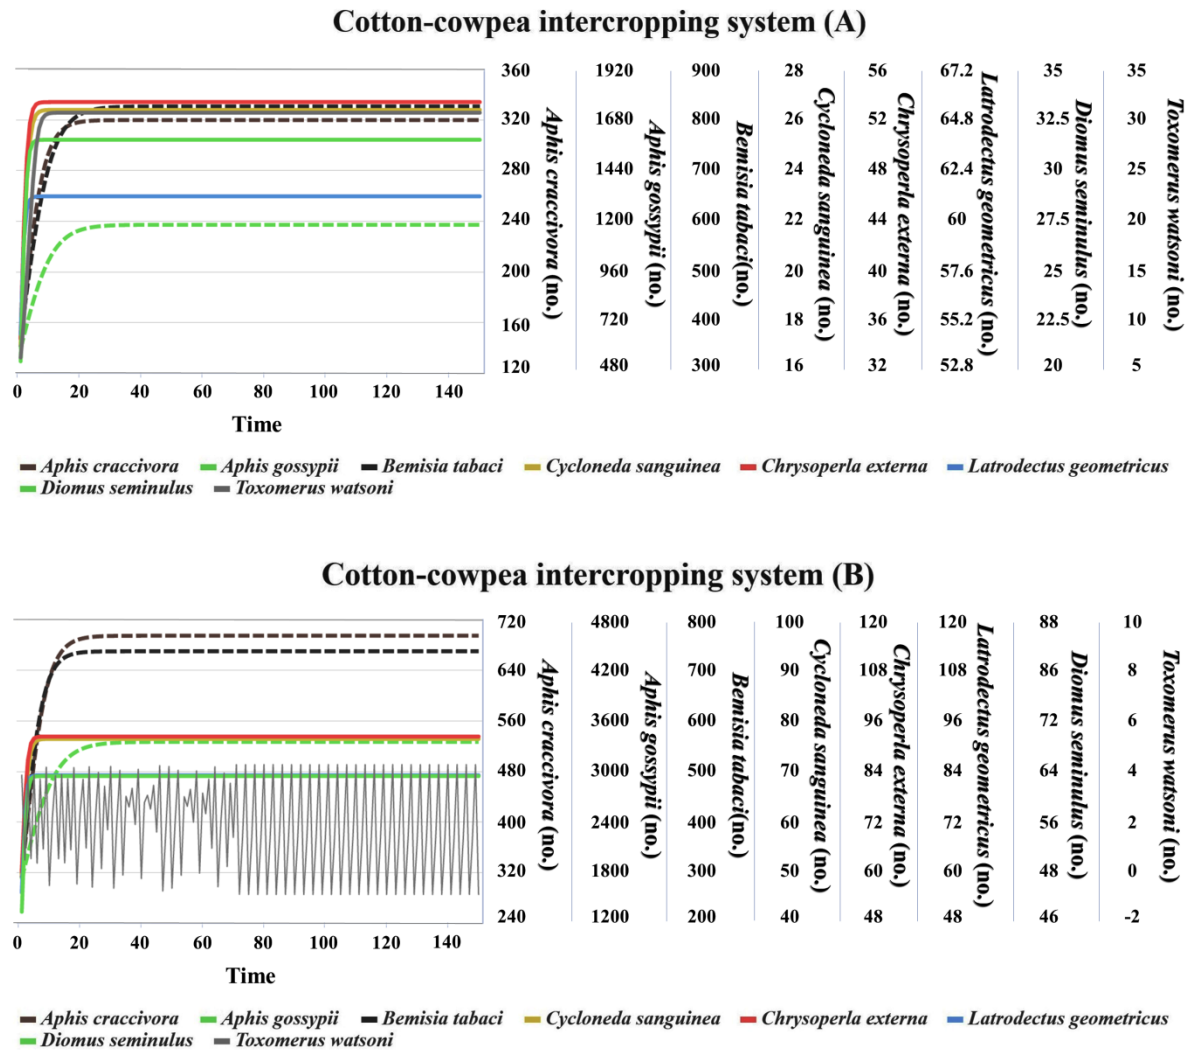 Cotton-cowpea intercropping system (A)
360 1920 900 28 56 67.2 35 35
320 1680 800 26 52 64.8 32.5 30
280 1440 700 24 48 62.4 30 25
240 1200 600 22 44 60 27.5 20
200 960 500 20 40 57.6 25 15
160 720 400 18 36 55.2 22.5 10
120 480 300 16 32 52.8 20 5
Aphis craccivora (no.)
Aphis gossypii (no.)
Bemisia tabaci(no.)
Cycloneda sanguinea (no.)
Chrysoperla externa (no.)
Latrodectus geometricus (no.)
Diomus seminulus (no.)
Toxomerus watsoni (no.)
0 20 40 60 80 100 120 140
Time
Aphis craccivora Aphis gossypii Bemisia tabaci Cycloneda sanguinea Chrysoperla externa Latrodectus geometricus
Diomus seminulus Toxomerus watsoni
Cotton-cowpea intercropping system (B)
720 4800 800 100 120 120 88 10
640 4200 700 90 108 108 86 8
560 3600 600 80 96 96 72 6
480 3000 500 70 84 84 64 4
400 2400 400 60 72 72 56 2
320 1800 300 50 60 60 48 0
240 1200 200 40 48 48 46 -2
Aphis craccivora (no.)
Aphis gossypii (no.)
Bemisia tabaci(no.)
Cycloneda sanguinea (no.)
Chrysoperla externa (no.)
Latrodectus geometricus (no.)
Diomus seminulus (no.)
Toxomerus watsoni (no.)
0 20 40 60 80 100 120 140
Time
Aphis craccivora Aphis gossypii Bemisia tabaci Cycloneda sanguinea Chrysoperla externa Latrodectus geometricus
Diomus seminulus Toxomerus watsoni